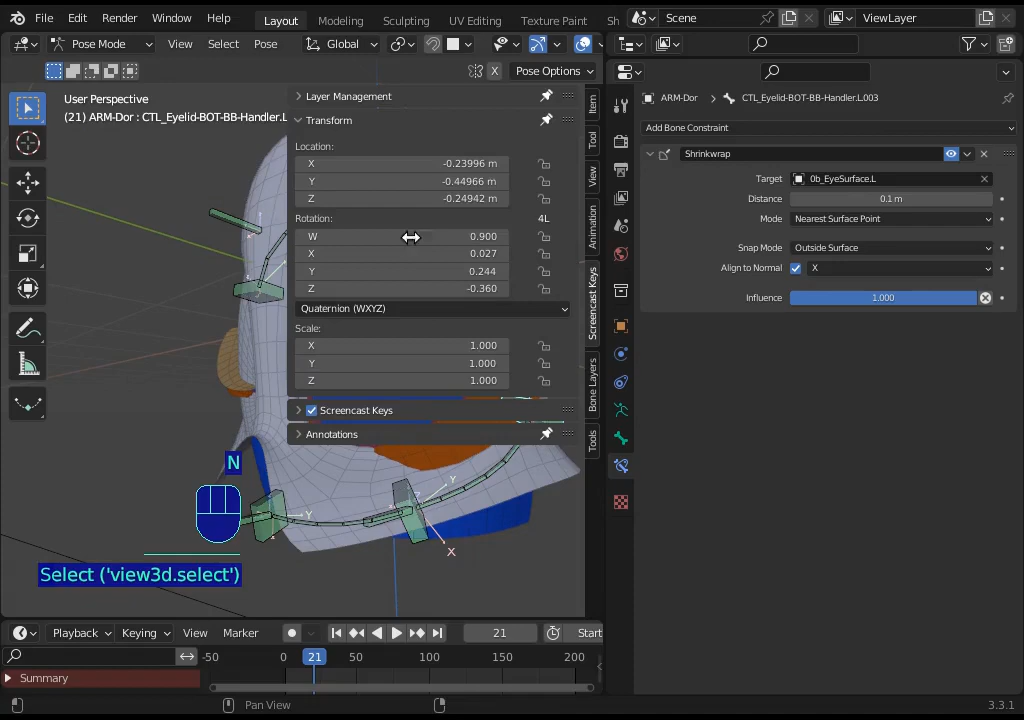 File Edit Render Window Help Layout Modeling Sculpting UV Editing Texture Paint Sh Scene ViewLayer
Pose Mode View Select Pose Global
X Pose Options
User Perspective
(21) ARM-Dor : CTL_Eyelid-BOT-BB-Handler.L
Layer Management
Transform
Location:
X -0.23996 m
Y -0.44966 m
Z -0.24942 m
Rotation: 4L
W 0.900
X 0.027
Y 0.244
Z -0.360
Quaternion (WXYZ)
Scale:
X 1.000
Y 1.000
Z 1.000
Screencast Keys
Annotations
Item
Tool
View
Animation
Screencast Keys
Bone Layers
Tools
ARM-Dor CTL_Eyelid-BOT-BB-Handler.L.003
Add Bone Constraint
Shrinkwrap
Target 0b_EyeSurface.L
Distance 0.1 m
Mode Nearest Surface Point
Snap Mode Outside Surface
Align to Normal X
Influence 1.000
N
Y
Y
X
Select ('view3d.select')
Playback Keying View Marker 21 Start
-50 0 21 50 100 150 200
Summary
Pan View 3.3.1